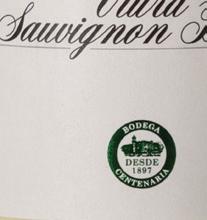 Sauvignon
BODEGA
DESDE
1897
CENTENARIA